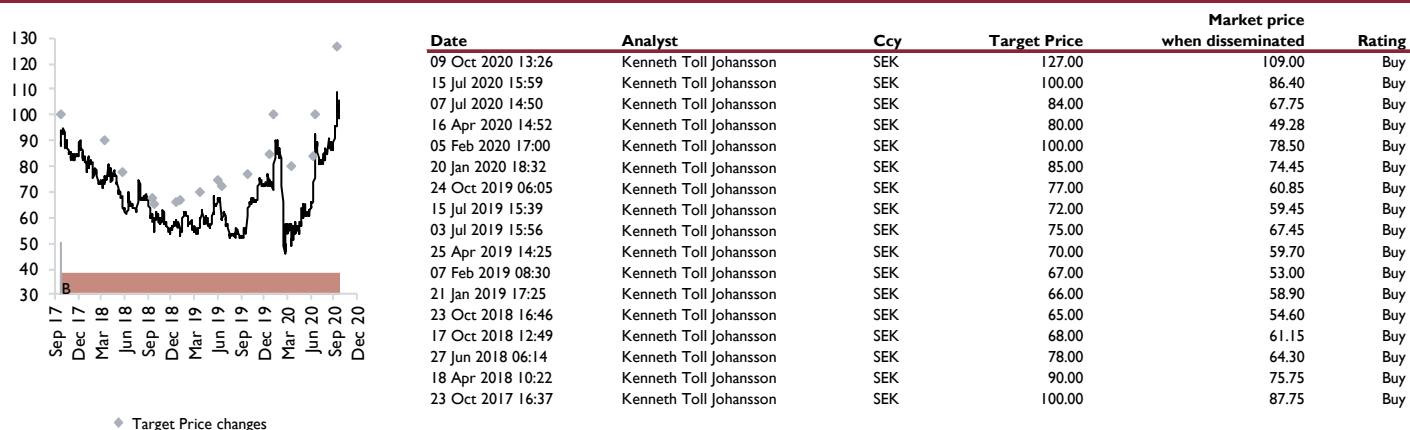 130
120
110
100
90
80
70
60
50
40
30
B
Sep 17
Dec 17
Mar 18
Jun 18
Sep 18
Dec 18
Mar 19
Jun 19
Sep 19
Dec 19
Mar 20
Jun 20
Sep 20
Dec 20
Target Price changes
Market price
Date Analyst Ccy Target Price when disseminated Rating
09 Oct 2020 13:26 Kenneth Toll Johansson SEK 127.00 109.00 Buy
15 Jul 2020 15:59 Kenneth Toll Johansson SEK 100.00 86.40 Buy
07 Jul 2020 14:50 Kenneth Toll Johansson SEK 84.00 67.75 Buy
16 Apr 2020 14:52 Kenneth Toll Johansson SEK 80.00 49.28 Buy
05 Feb 2020 17:00 Kenneth Toll Johansson SEK 100.00 78.50 Buy
20 Jan 2020 18:32 Kenneth Toll Johansson SEK 85.00 74.45 Buy
24 Oct 2019 06:05 Kenneth Toll Johansson SEK 77.00 60.85 Buy
15 Jul 2019 15:39 Kenneth Toll Johansson SEK 72.00 59.45 Buy
03 Jul 2019 15:56 Kenneth Toll Johansson SEK 75.00 67.45 Buy
25 Apr 2019 14:25 Kenneth Toll Johansson SEK 70.00 59.70 Buy
07 Feb 2019 08:30 Kenneth Toll Johansson SEK 67.00 53.00 Buy
21 Jan 2019 17:25 Kenneth Toll Johansson SEK 66.00 58.90 Buy
23 Oct 2018 16:46 Kenneth Toll Johansson SEK 65.00 54.60 Buy
17 Oct 2018 12:49 Kenneth Toll Johansson SEK 68.00 61.15 Buy
27 Jun 2018 06:14 Kenneth Toll Johansson SEK 78.00 64.30 Buy
18 Apr 2018 10:22 Kenneth Toll Johansson SEK 90.00 75.75 Buy
23 Oct 2017 16:37 Kenneth Toll Johansson SEK 100.00 87.75 Buy